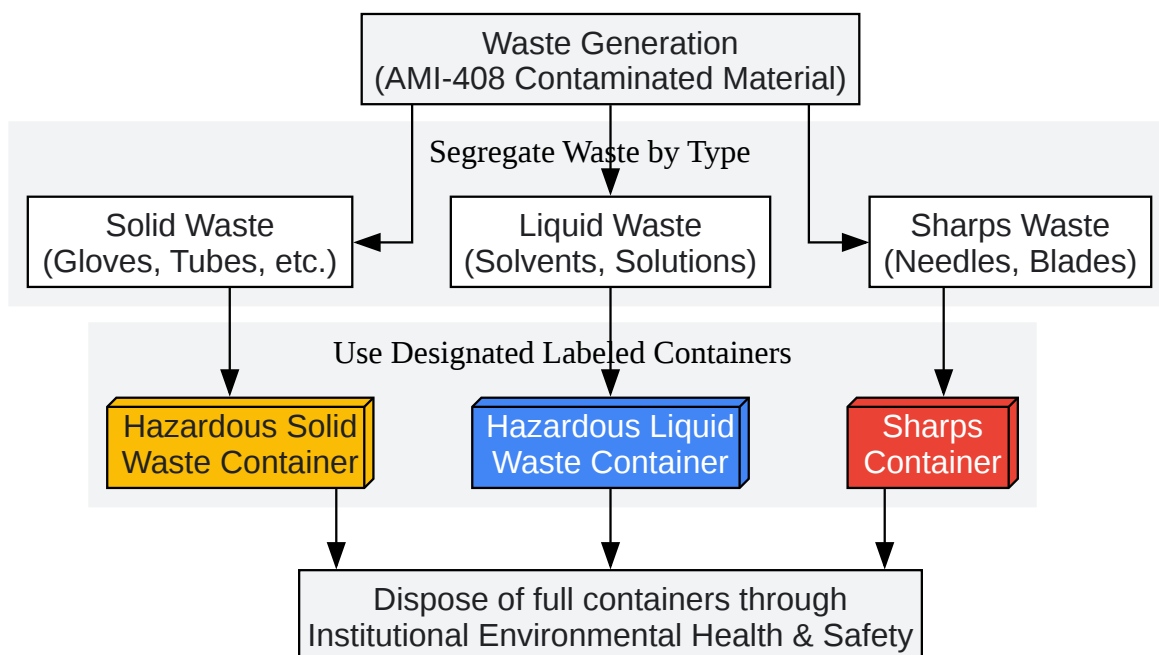 Waste Generation
(AMI-408 Contaminated Material)
Segregate Waste by Type
Solid Waste
(Gloves, Tubes, etc.)
Liquid Waste
(Solvents, Solutions)
Sharps Waste
(Needles, Blades)
Use Designated Labeled Containers
Hazardous Solid
Waste Container
Hazardous Liquid
Waste Container
Sharps
Container
Dispose of full containers through
Institutional Environmental Health & Safety